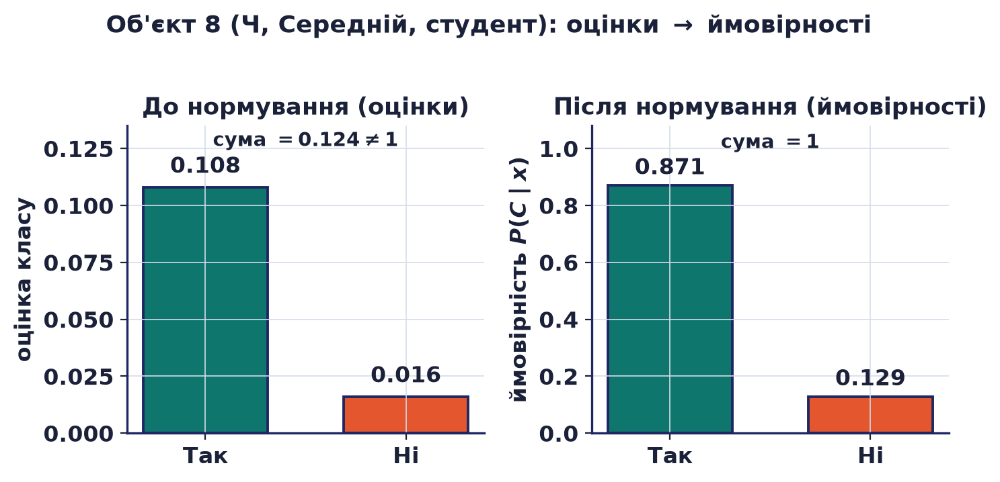 Об'єкт 8 (Ч, Середній, студент): оцінки → ймовірності
До нормування (оцінки)
сума = 0.124 ≠ 1
0.125
0.100
0.075
0.050
0.025
0.000
оцінка класу
0.108
0.016
Так
Ні
Після нормування (ймовірності)
сума = 1
1.0
0.8
0.6
0.4
0.2
0.0
ймовірність P(C | x)
0.871
0.129
Так
Ні